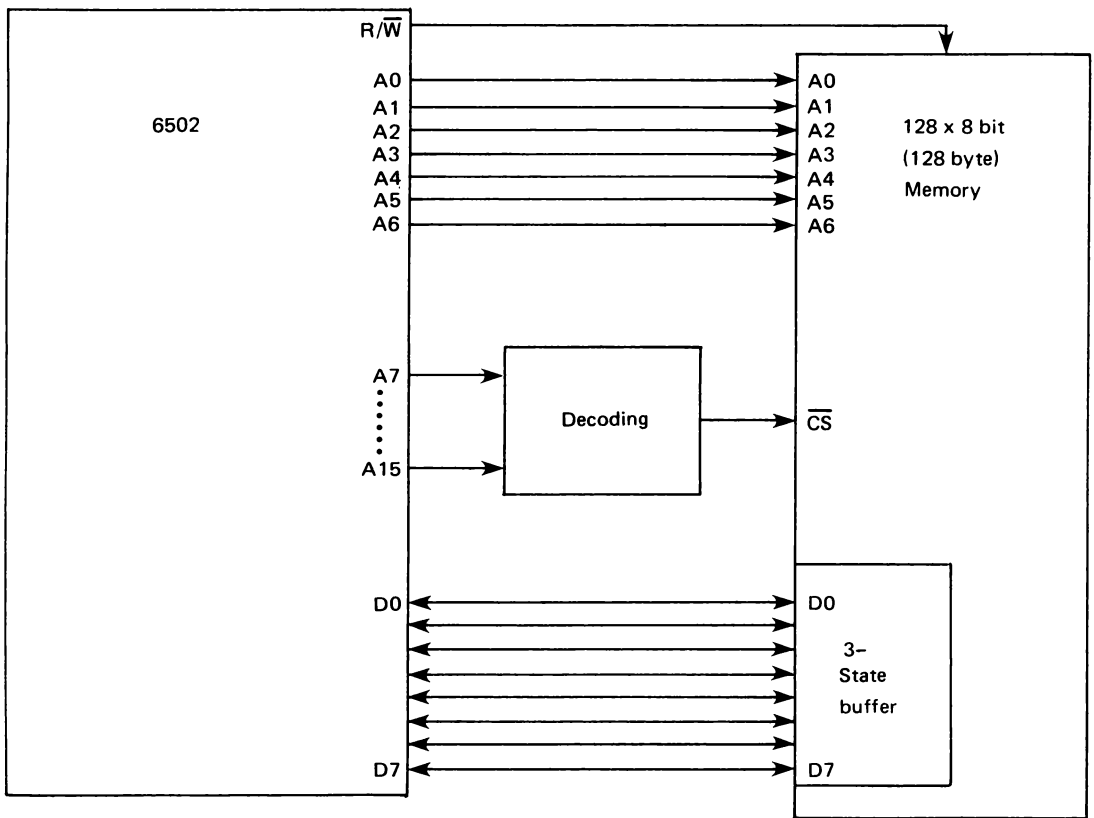 R/W̅
A0
A1
A2
A3
A4
A5
A6
6502
A7
A15
D0
D7
Decoding
A0
A1
A2
A3
A4
A5
A6
128 x 8 bit
(128 byte)
Memory
C̅S̅
D0
3-
State
buffer
D7